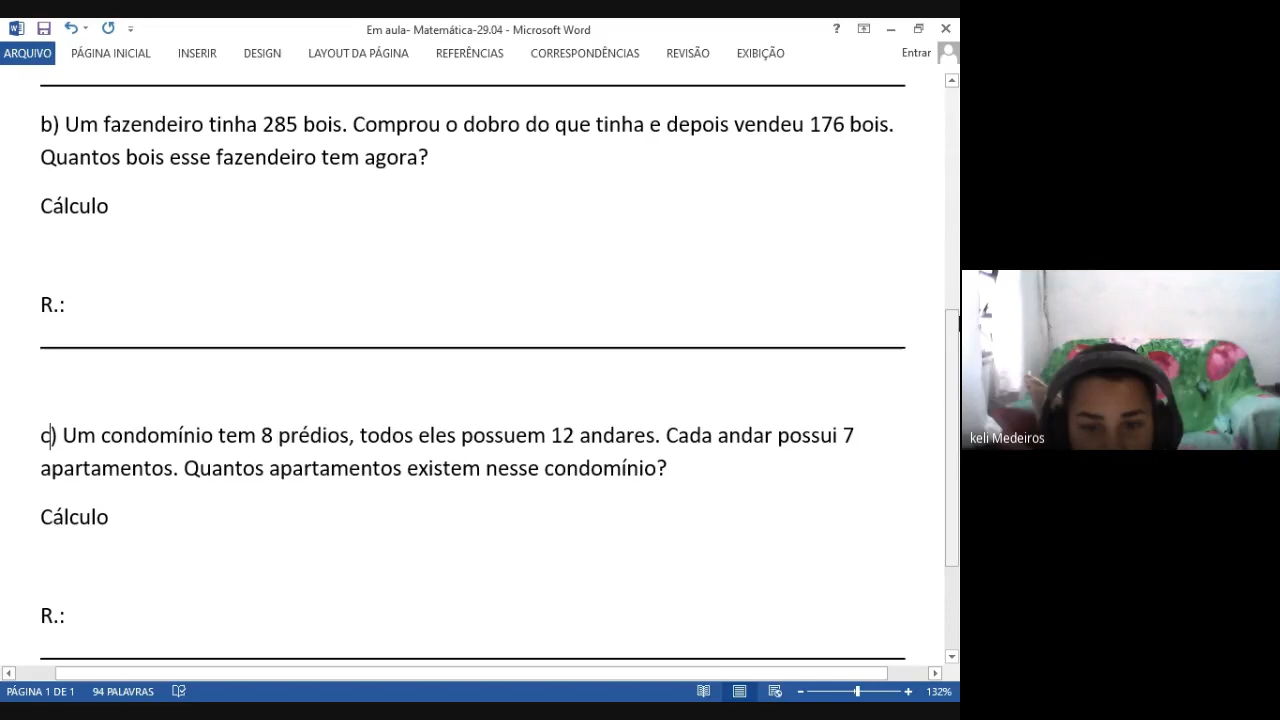 Em aula- Matemática-29.04 - Microsoft Word
?
ARQUIVO PÁGINA INICIAL INSERIR DESIGN LAYOUT DA PÁGINA REFERÊNCIAS CORRESPONDÊNCIAS REVISÃO EXIBIÇÃO Entrar
b) Um fazendeiro tinha 285 bois. Comprou o dobro do que tinha e depois vendeu 176 bois.
Quantos bois esse fazendeiro tem agora?
Cálculo
R.:
c) Um condomínio tem 8 prédios, todos eles possuem 12 andares. Cada andar possui 7
apartamentos. Quantos apartamentos existem nesse condomínio?
Cálculo
R.:
PÁGINA 1 DE 1 94 PALAVRAS 132%
keli Medeiros